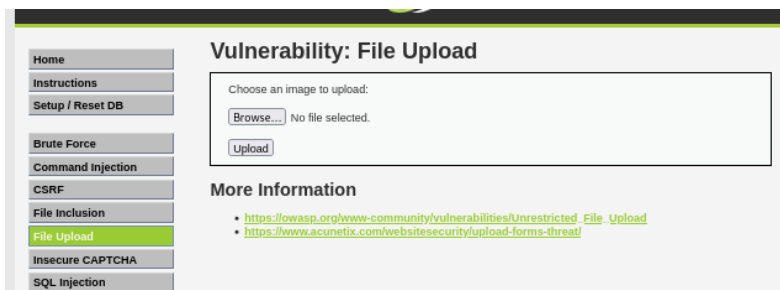 Home
Instructions
Setup / Reset DB
Brute Force
Command Injection
CSRF
File Inclusion
File Upload
Insecure CAPTCHA
SQL Injection
Vulnerability: File Upload
Choose an image to upload:
Browse... No file selected.
Upload
More Information
https://owasp.org/www-community/vulnerabilities/Unrestricted_File_Upload
https://www.acunetix.com/websitesecurity/upload-forms-threat/